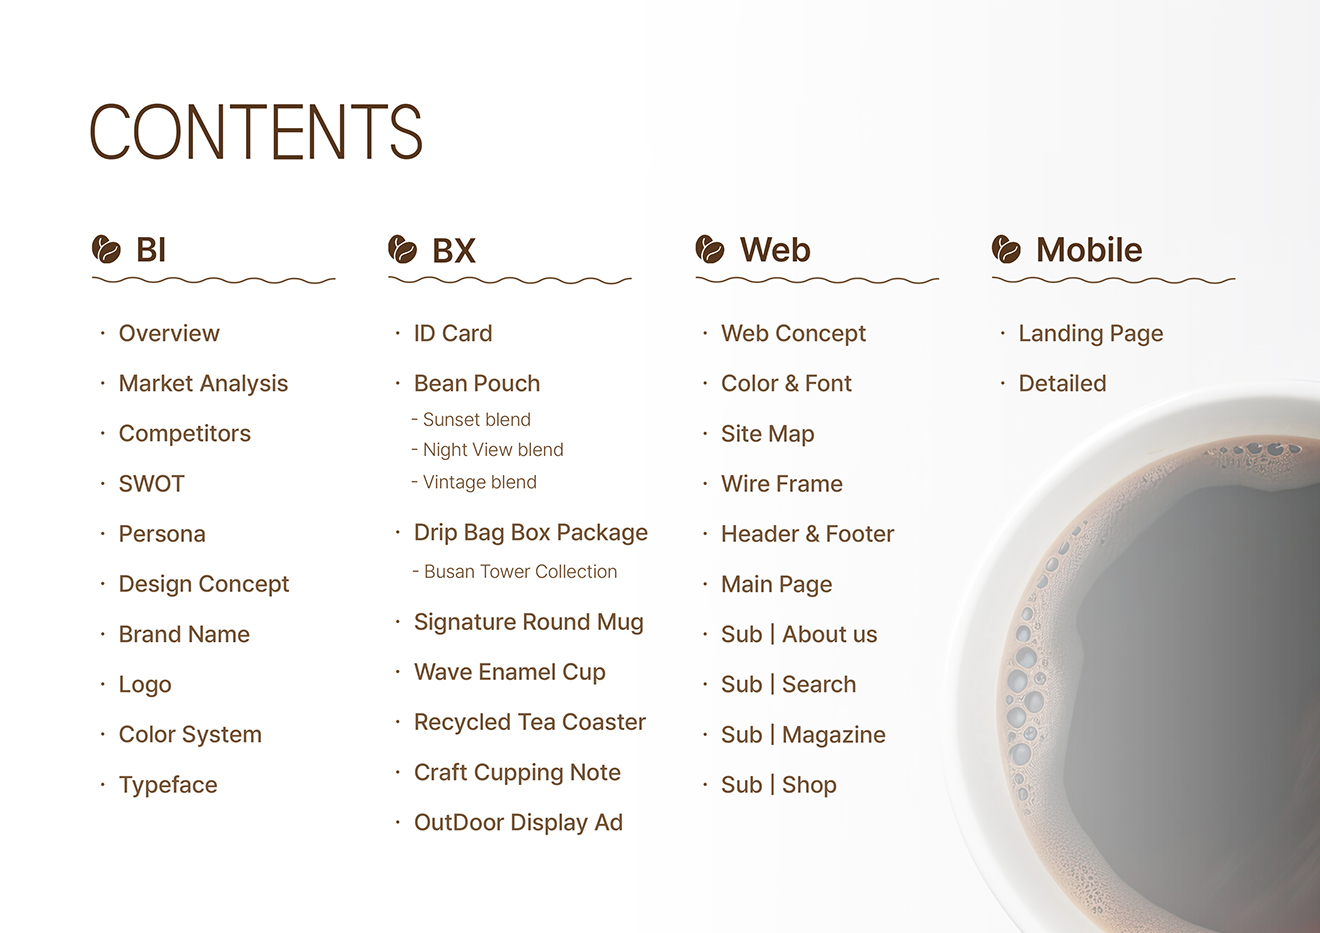 CONTENTS
BI
· Overview
· Market Analysis
· Competitors
· SWOT
· Persona
· Design Concept
· Brand Name
· Logo
· Color System
· Typeface
BX
· ID Card
· Bean Pouch
- Sunset blend
- Night View blend
- Vintage blend
· Drip Bag Box Package
- Busan Tower Collection
· Signature Round Mug
· Wave Enamel Cup
· Recycled Tea Coaster
· Craft Cupping Note
· OutDoor Display Ad
Web
· Web Concept
· Color & Font
· Site Map
· Wire Frame
· Header & Footer
· Main Page
· Sub | About us
· Sub | Search
· Sub | Magazine
· Sub | Shop
Mobile
· Landing Page
· Detailed